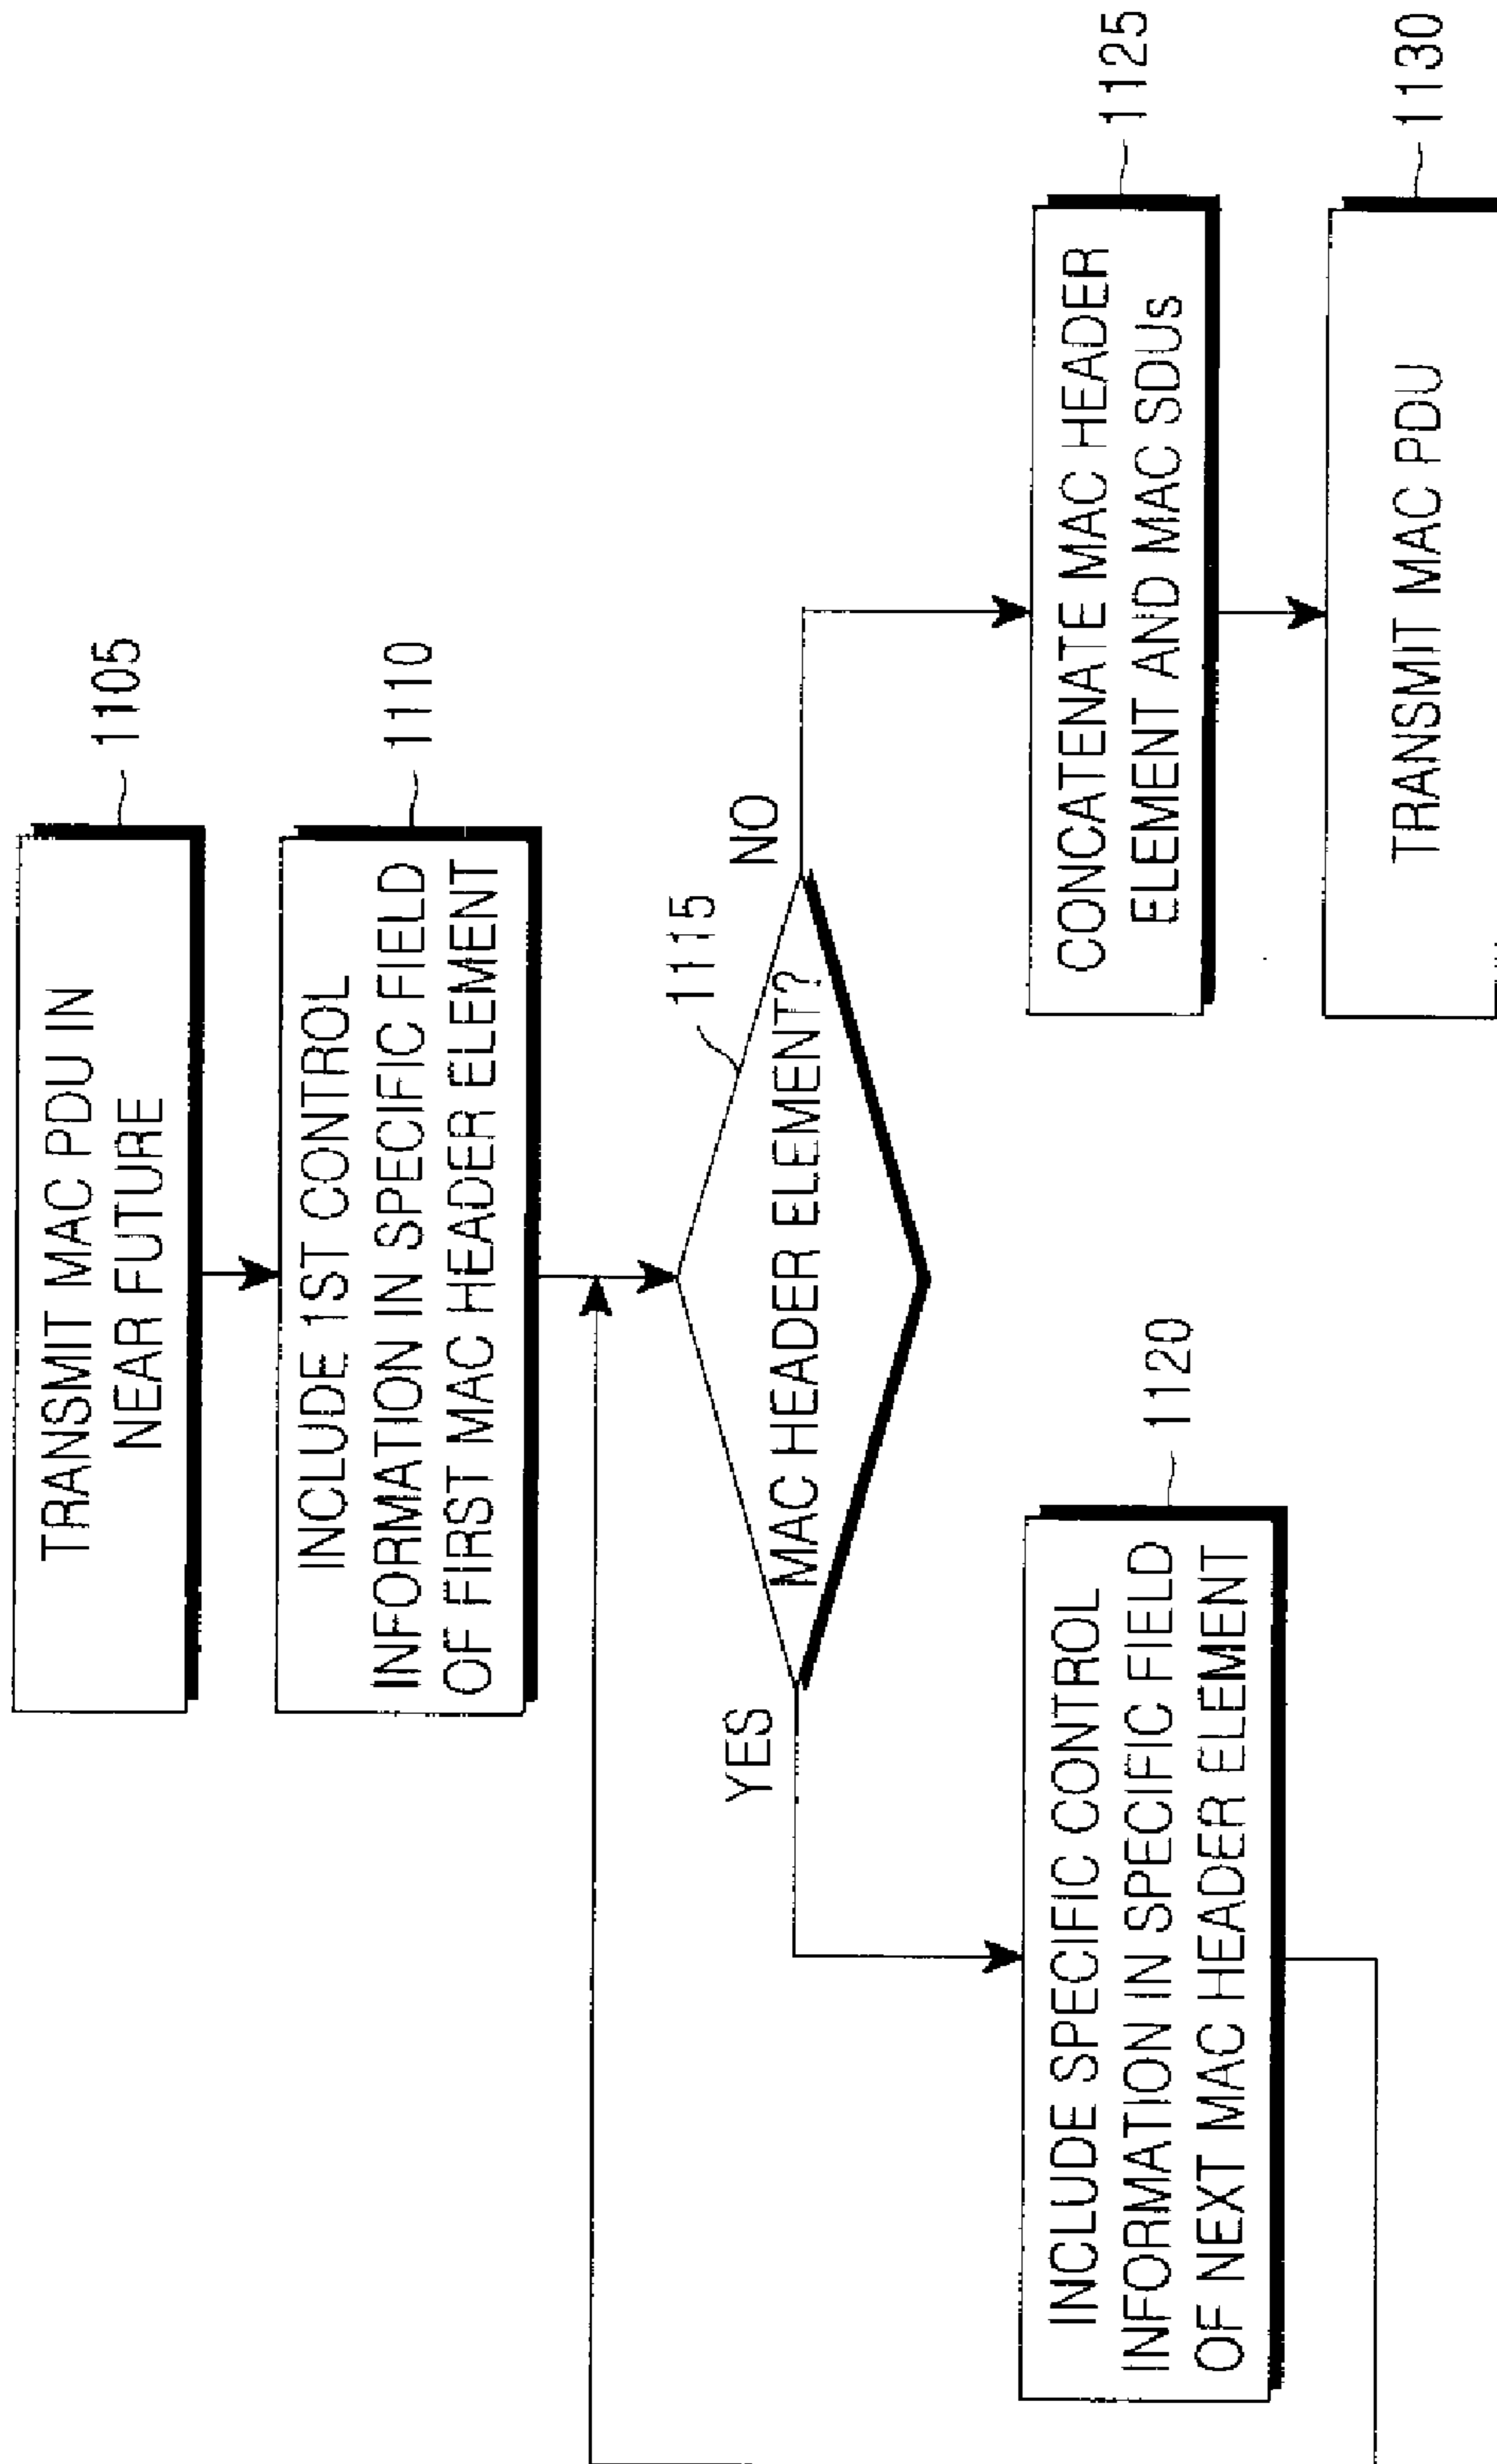 TRANSMIT MAC PDU IN
NEAR FUTURE
1105
INCLUDE 1ST CONTROL
INFORMATION IN SPECIFIC FIELD
OF FIRST MAC HEADER ELEMENT
1110
1115
MAC HEADER ELEMENT?
YES
NO
INCLUDE SPECIFIC CONTROL
INFORMATION IN SPECIFIC FIELD
OF NEXT MAC HEADER ELEMENT
1120
CONCATENATE MAC HEADER
ELEMENT AND MAC SDUs
1125
TRANSMIT MAC PDU
1130